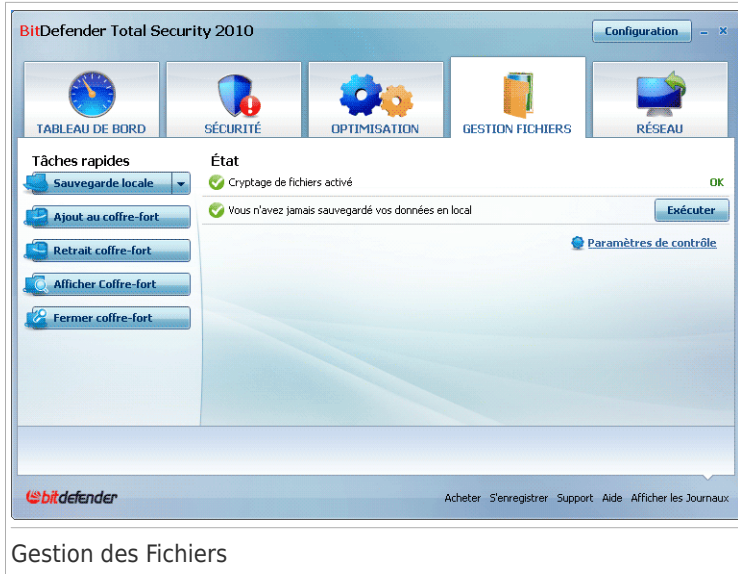 BitDefender Total Security 2010
Configuration
TABLEAU DE BORD
SÉCURITÉ
OPTIMISATION
GESTION FICHIERS
RÉSEAU
Tâches rapides
Sauvegarde locale
Ajout au coffre-fort
Retrait coffre-fort
Afficher Coffre-fort
Fermer coffre-fort
État
Cryptage de fichiers activé
OK
Vous n'avez jamais sauvegardé vos données en local
Exécuter
Paramètres de contrôle
bitdefender
Acheter S'enregistrer Support Aide Afficher les Journaux
Gestion des Fichiers